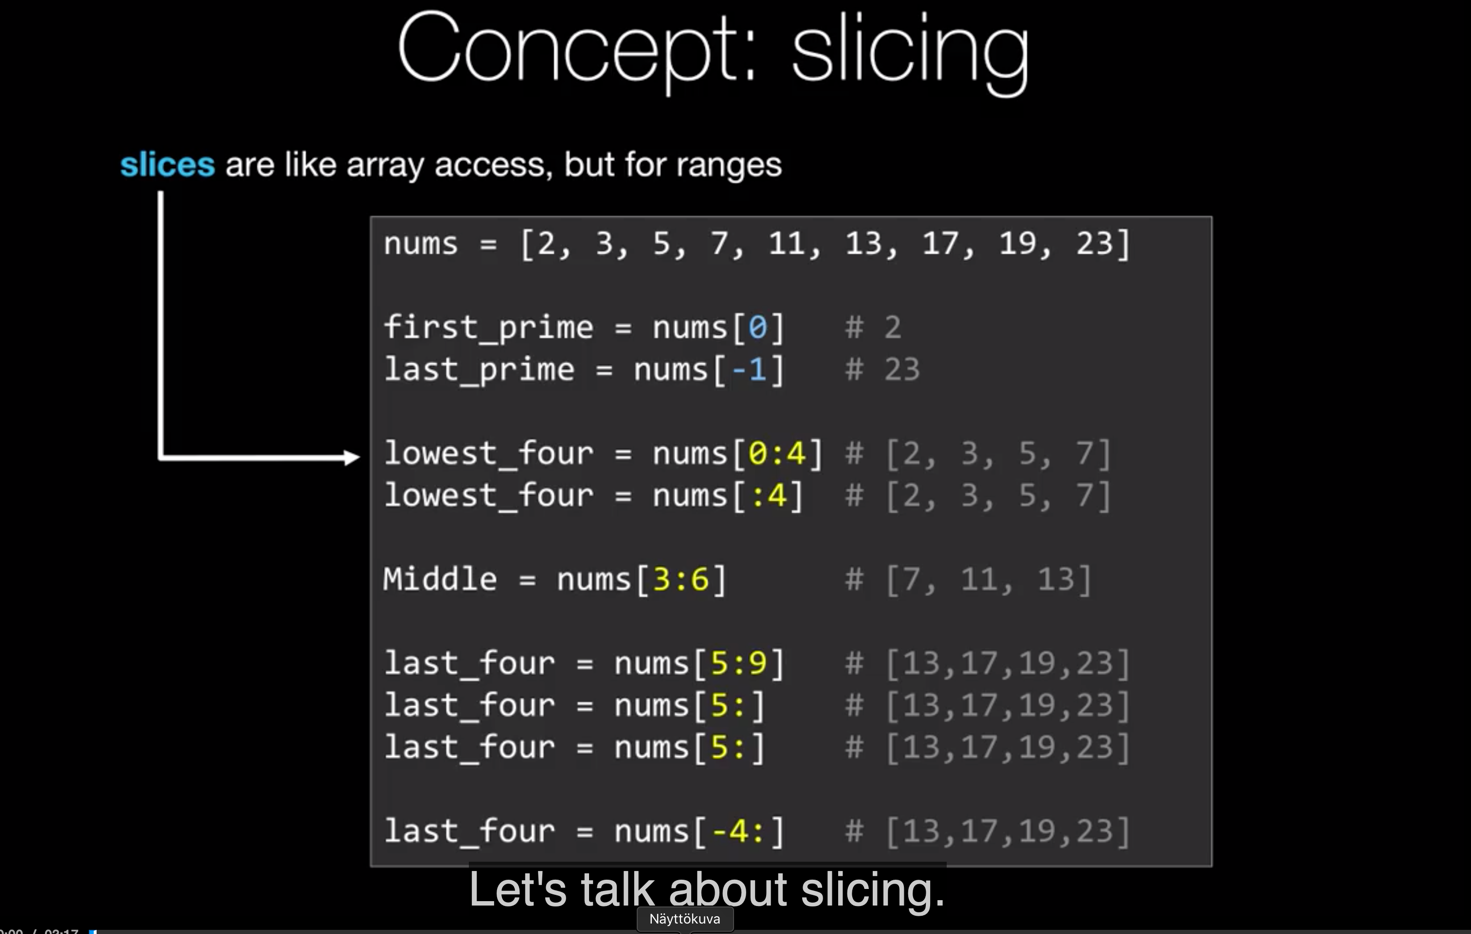 Concept: slicing
slices are like array access, but for ranges
nums = [2, 3, 5, 7, 11, 13, 17, 19, 23]
first_prime = nums[0]   # 2
last_prime = nums[-1]   # 23
lowest_four = nums[0:4] # [2, 3, 5, 7]
lowest_four = nums[:4]  # [2, 3, 5, 7]
Middle = nums[3:6]      # [7, 11, 13]
last_four = nums[5:9]   # [13,17,19,23]
last_four = nums[5:]    # [13,17,19,23]
last_four = nums[5:]    # [13,17,19,23]
last_four = nums[-4:]   # [13,17,19,23]
Let's talk about slicing.
Näyttökuva